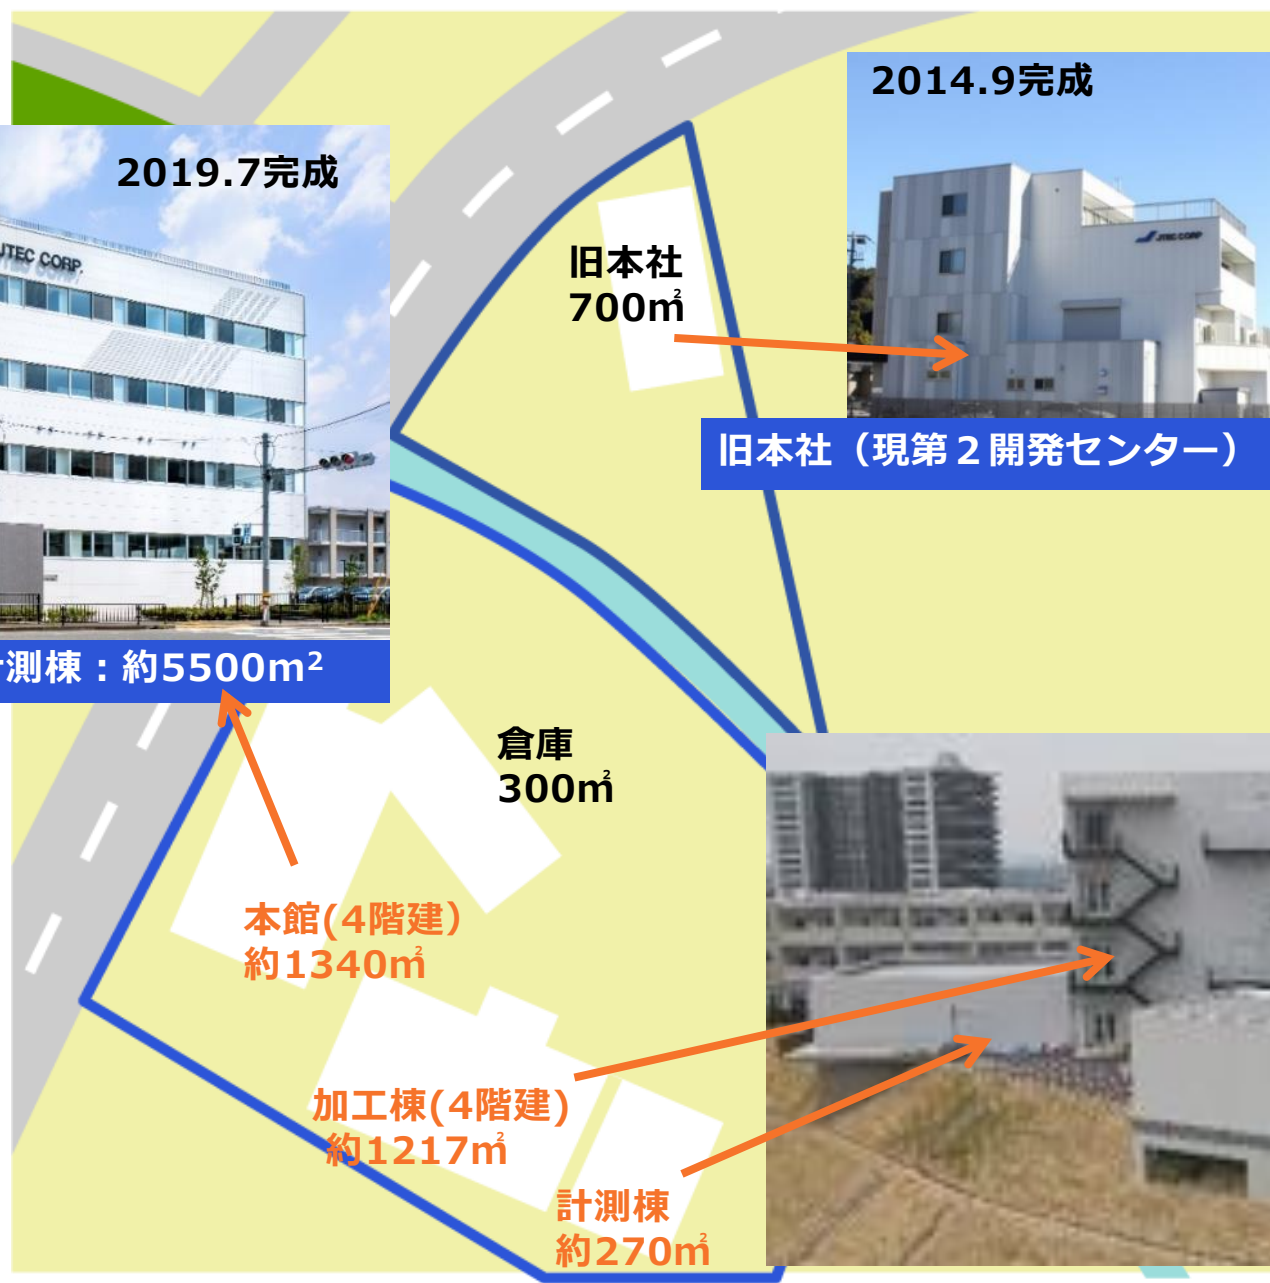 2014.9完成
2019.7完成
JTEC CORP.
JTEC CORP
旧本社
700㎡
旧本社（現第２開発センター）
測棟：約5500m²
倉庫
300㎡
本館(4階建）
約1340㎡
加工棟(4階建)
約1217㎡
計測棟
約270㎡